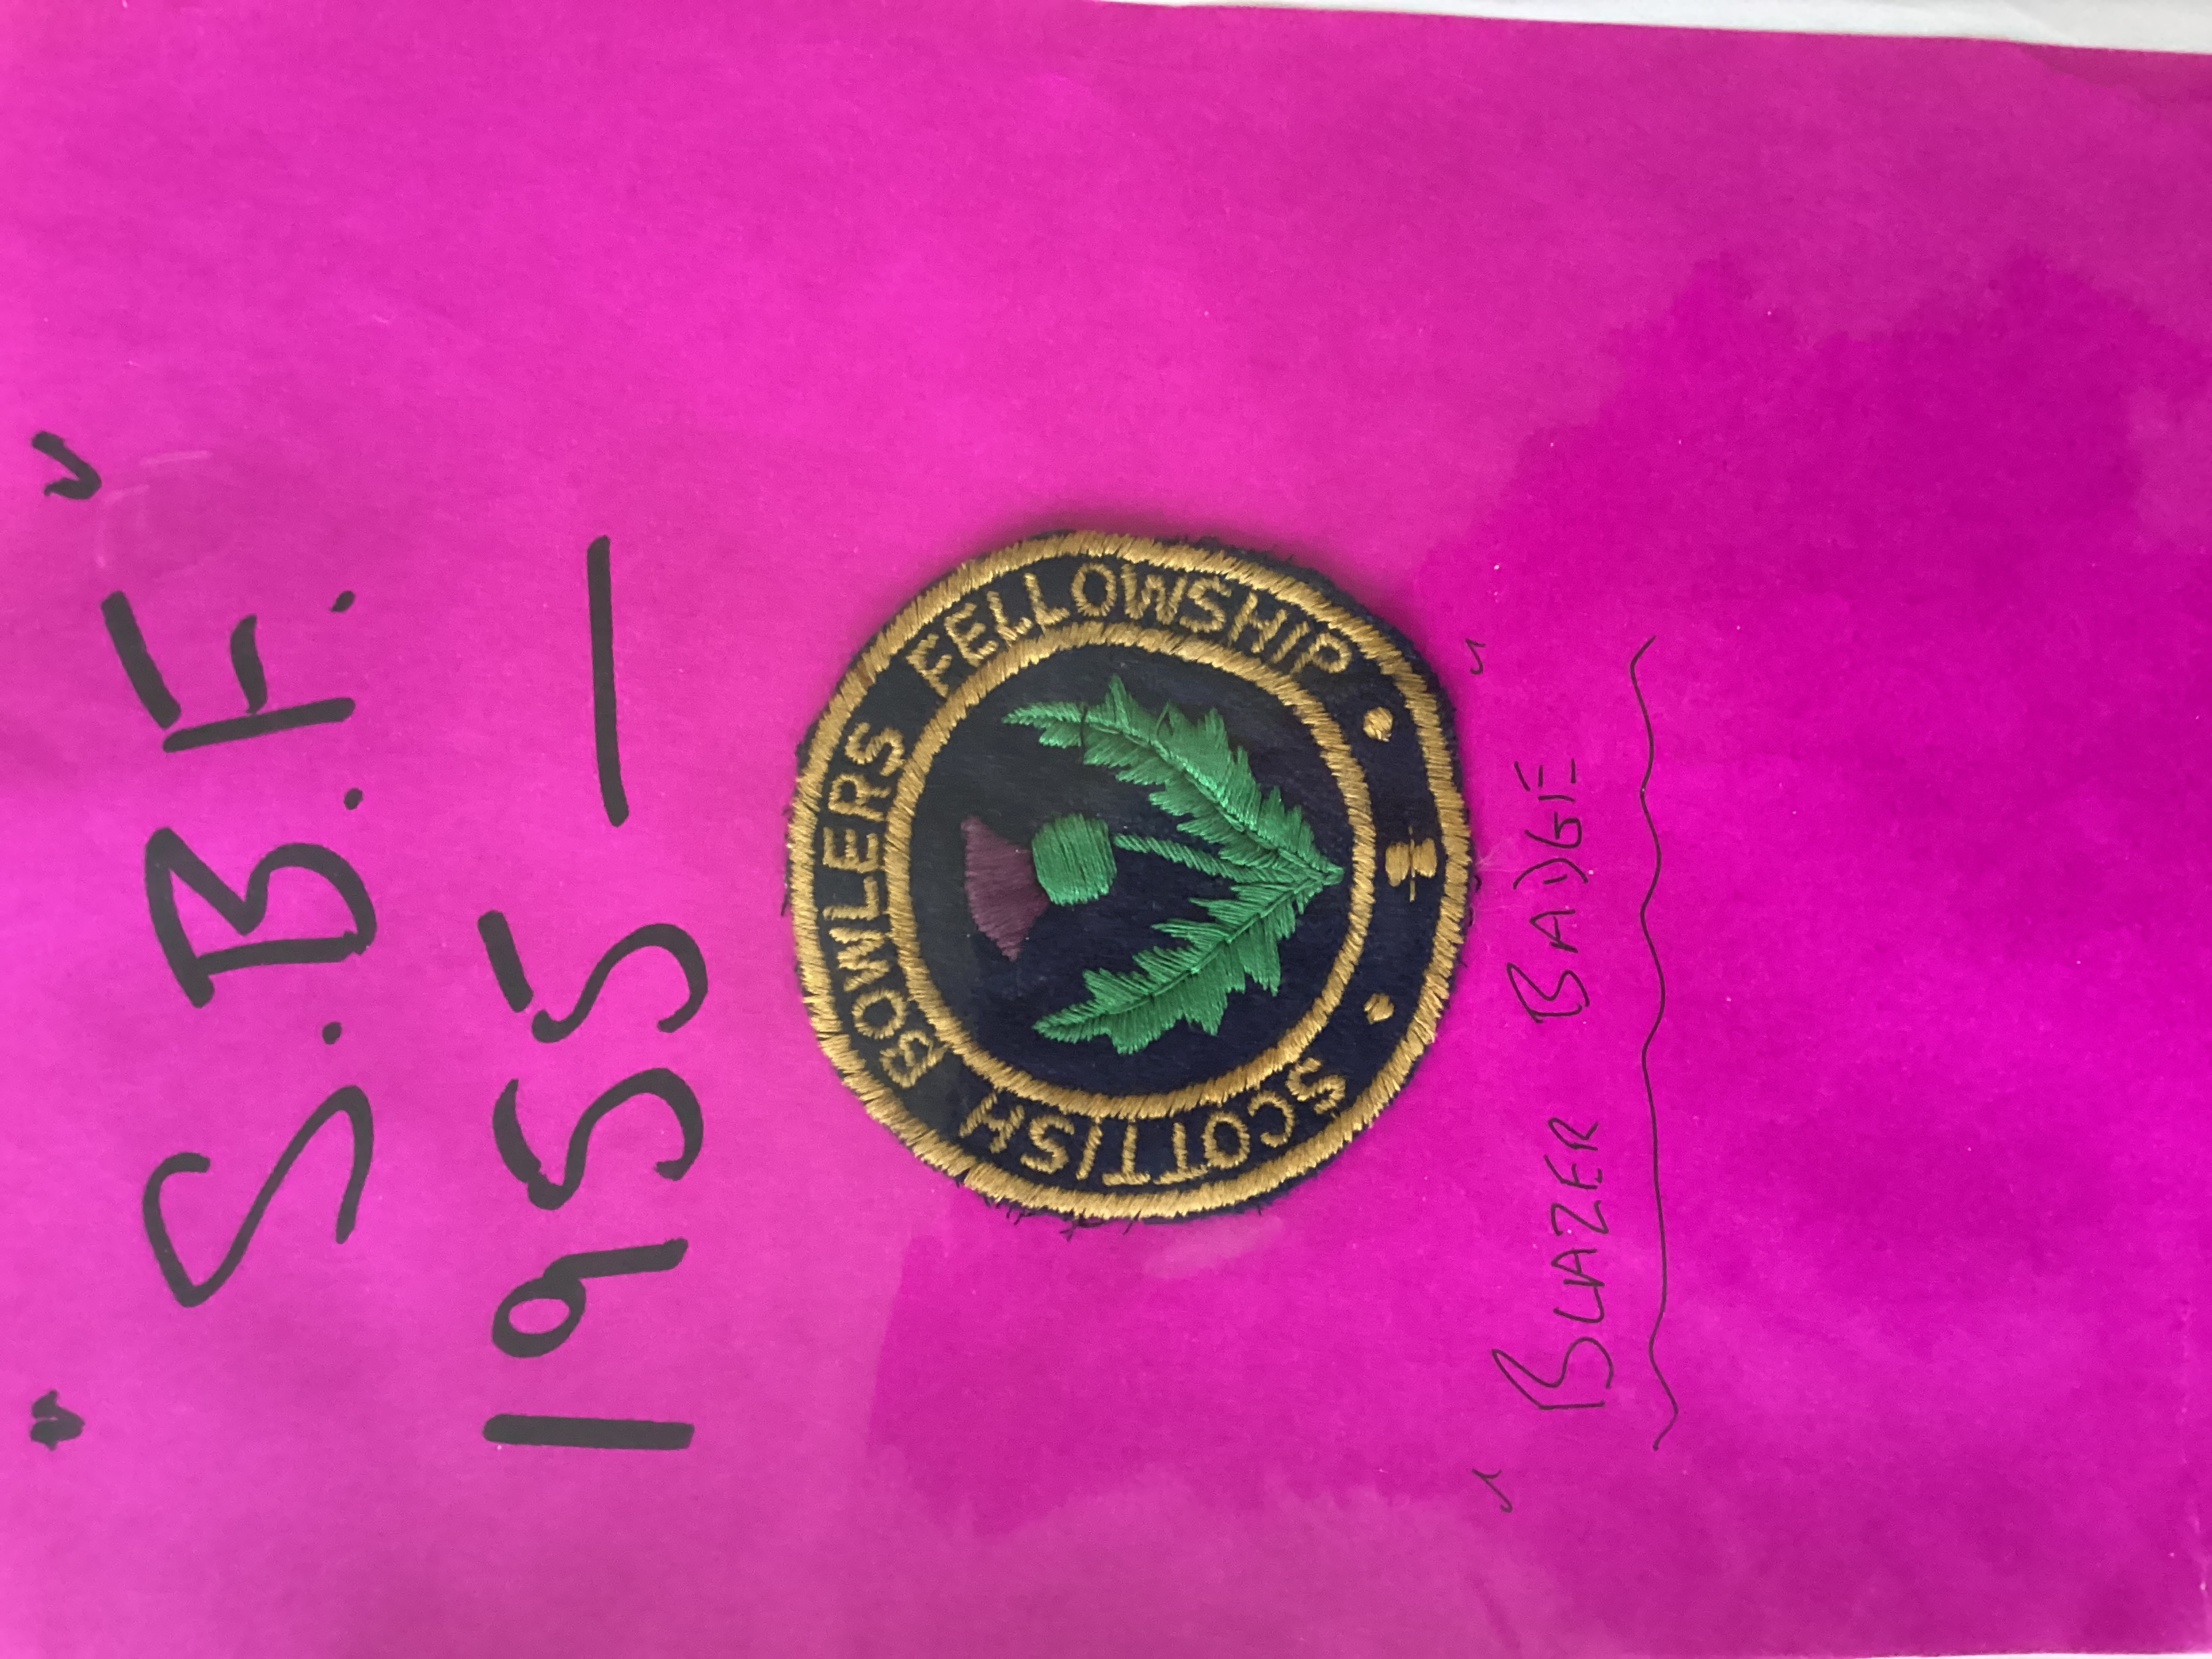 "S.B.F."
1955 —
SCOTTISH BOWLERS FELLOWSHIP
"BLAZER BADGE"